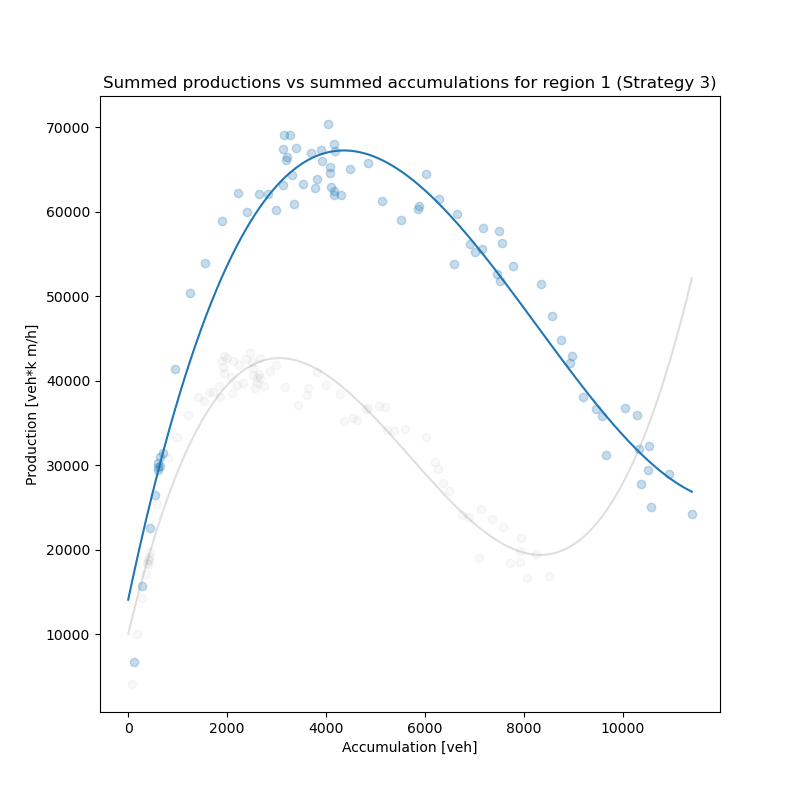 Summed productions vs summed accumulations for region 1 (Strategy 3)
70000
60000
50000
40000
30000
20000
10000
Production [veh*k m/h]
0 2000 4000 6000 8000 10000
Accumulation [veh]